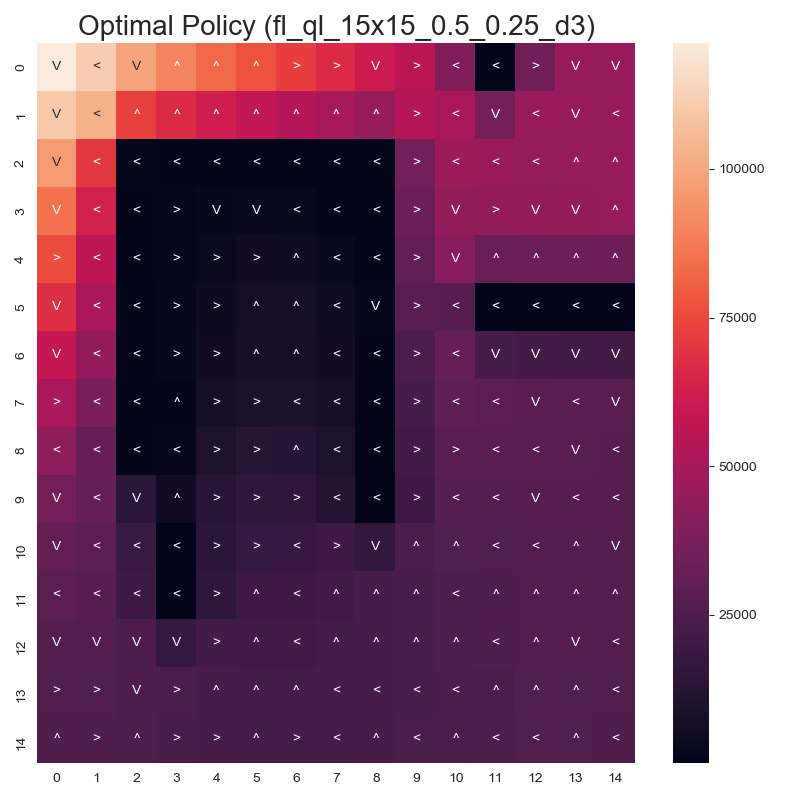 Optimal Policy (fl_ql_15x15_0.5_0.25_d3)
0 V < V ^ ^ ^ > > V > < < > V V
1 V < ^ ^ ^ ^ ^ ^ ^ > < V < V <
2 V < < < < < < < < > < < < ^ ^
3 V < < > V V < < < > V > V V ^
4 > < < > > > ^ < < > V ^ ^ ^ ^
5 V < < > > ^ ^ < V > < < < < <
6 V < < > > ^ ^ < < > < V V V V
7 > < < ^ > > < < < > < < V < V
8 < < < < > > ^ < < > > < < V <
9 V < V ^ > > > < < > < < V < <
10 V < < < > > < > V ^ ^ < < ^ V
11 < < < < > ^ < ^ ^ ^ < ^ ^ ^ ^
12 V V V V > ^ < ^ ^ ^ ^ < ^ V <
13 > > V > ^ ^ ^ < < < < ^ ^ ^ <
14 ^ > ^ > > ^ > < ^ < ^ < < ^ <
0 1 2 3 4 5 6 7 8 9 10 11 12 13 14
100000
75000
50000
25000